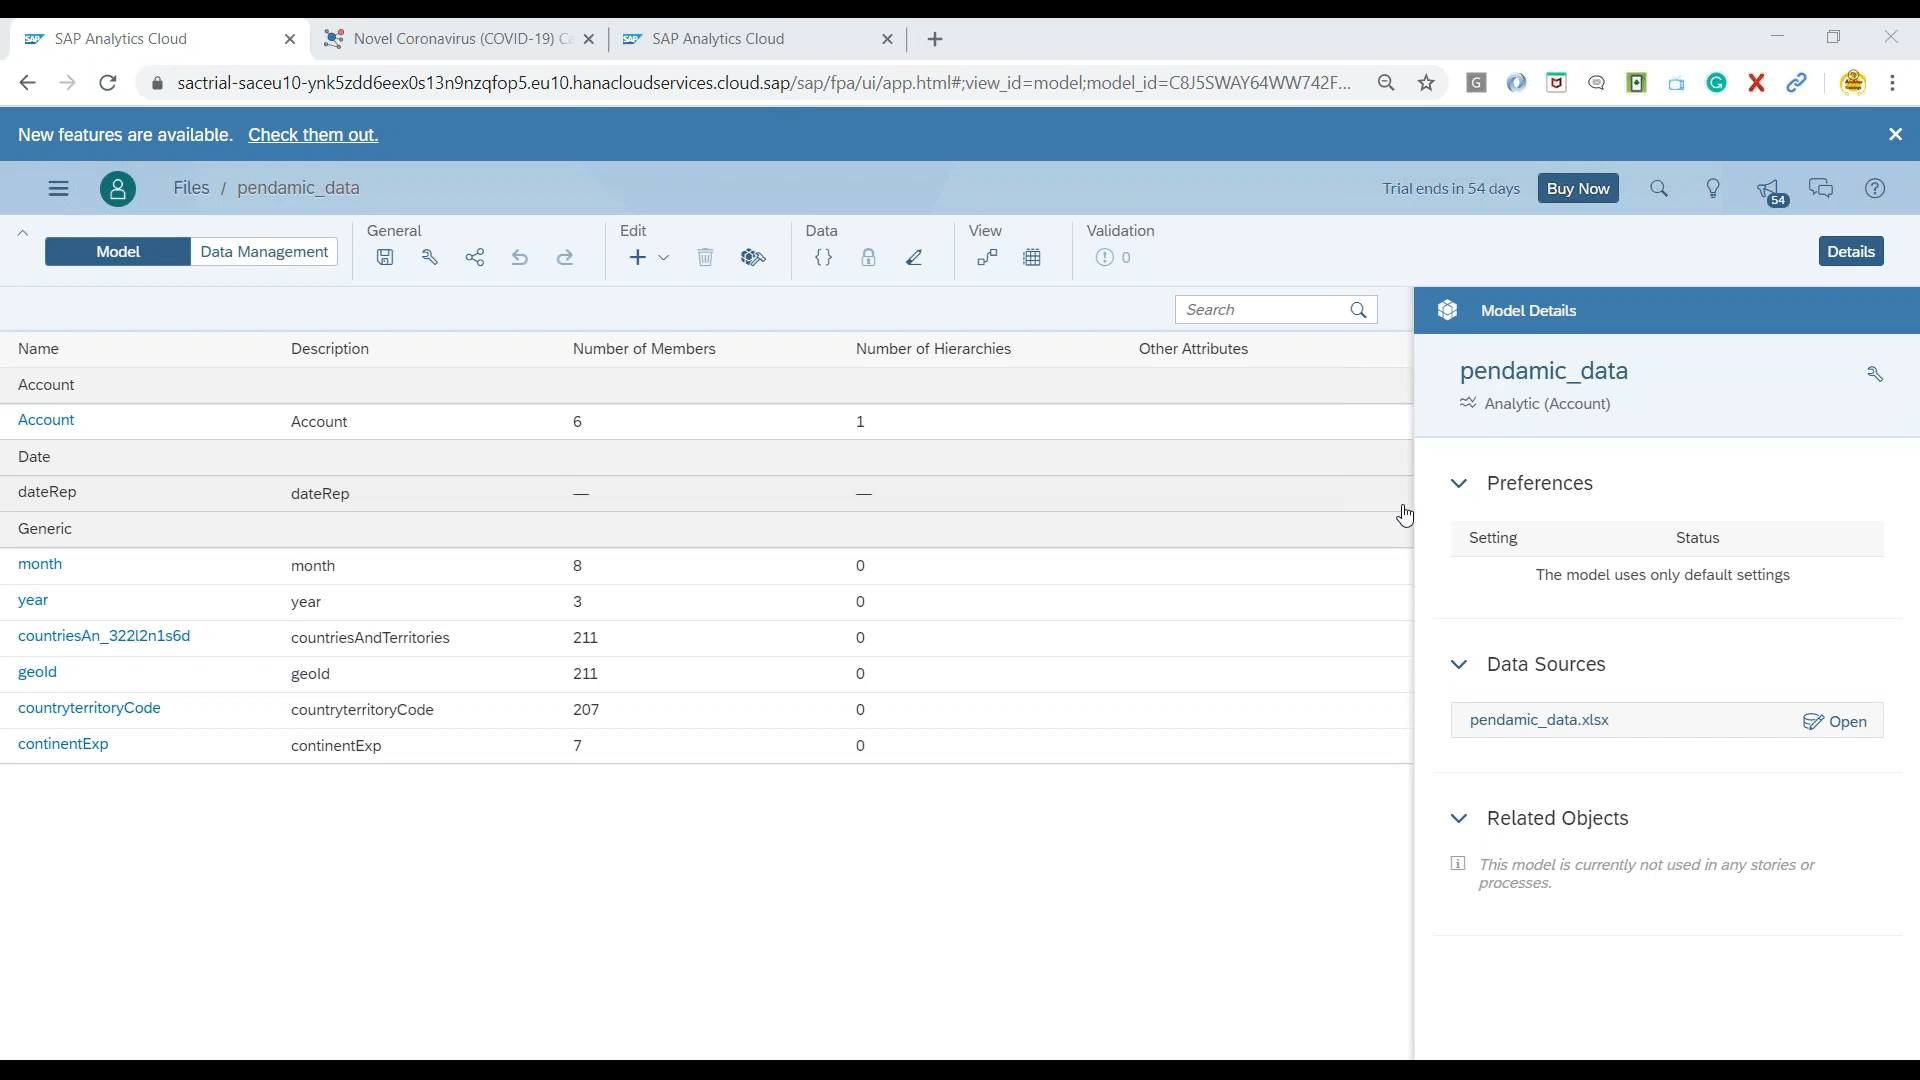 SAP Analytics Cloud
Novel Coronavirus (COVID-19) C
SAP Analytics Cloud
sactrial-saceu10-ynk5zdd6eex0s13n9nzqfop5.eu10.hanacloudservices.cloud.sap/sap/fpa/ui/app.html#;view_id=model;model_id=C8J5SWAY64WW742F...
New features are available. Check them out.
Files / pendamic_data
Trial ends in 54 days
Buy Now
54
Model
Data Management
General
Edit
Data
View
Validation
0
Details
Search
Name Description Number of Members Number of Hierarchies Other Attributes
Account
Account Account 6 1
Date
dateRep dateRep — —
Generic
month month 8 0
year year 3 0
countriesAn_322l2n1s6d countriesAndTerritories 211 0
geoId geoId 211 0
countryterritoryCode countryterritoryCode 207 0
continentExp continentExp 7 0
Model Details
pendamic_data
Analytic (Account)
Preferences
Setting Status
The model uses only default settings
Data Sources
pendamic_data.xlsx Open
Related Objects
This model is currently not used in any stories or
processes.